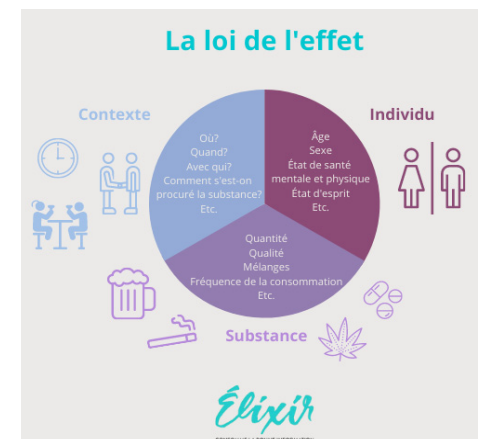 La loi de l'effet
Contexte
Où?
Quand?
Avec qui?
Comment s'est-on
procuré la substance?
Etc.
Individu
Âge
Sexe
État de santé
mentale et physique
État d'esprit
Etc.
Quantité
Qualité
Mélanges
Fréquence de la consommation
Etc.
Substance
Élixir